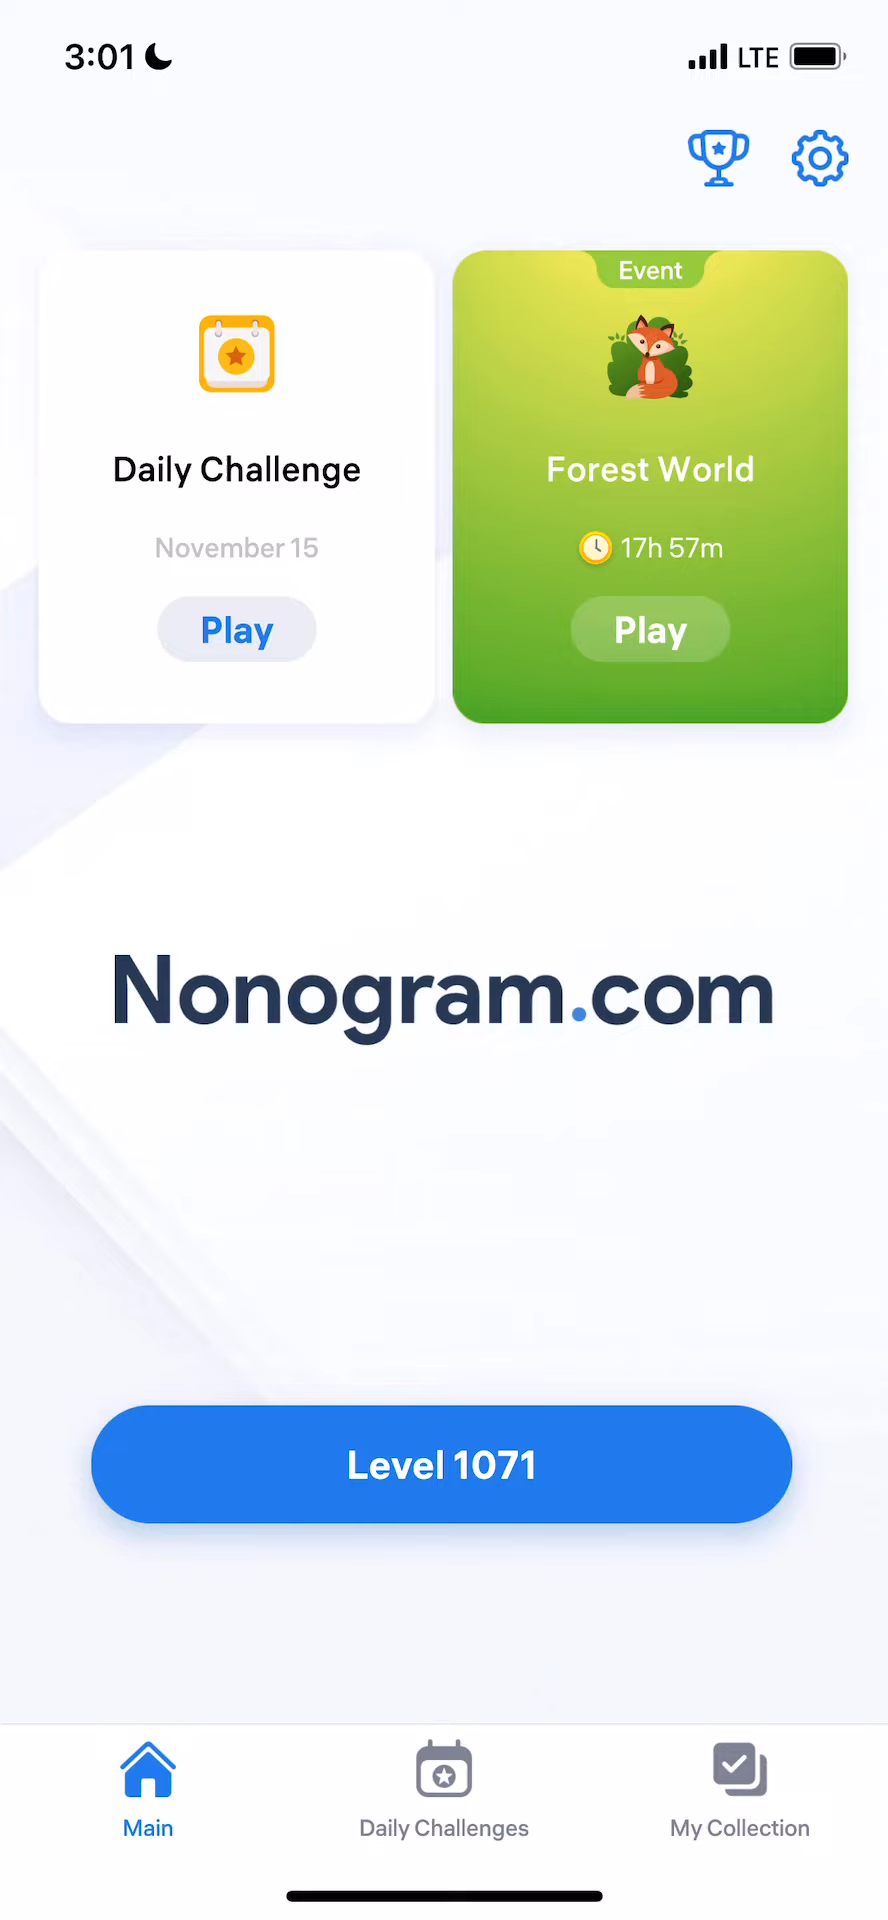 3:01
LTE
Event
Daily Challenge
November 15
Play
Forest World
17h 57m
Play
Nonogram.com
Level 1071
Main
Daily Challenges
My Collection